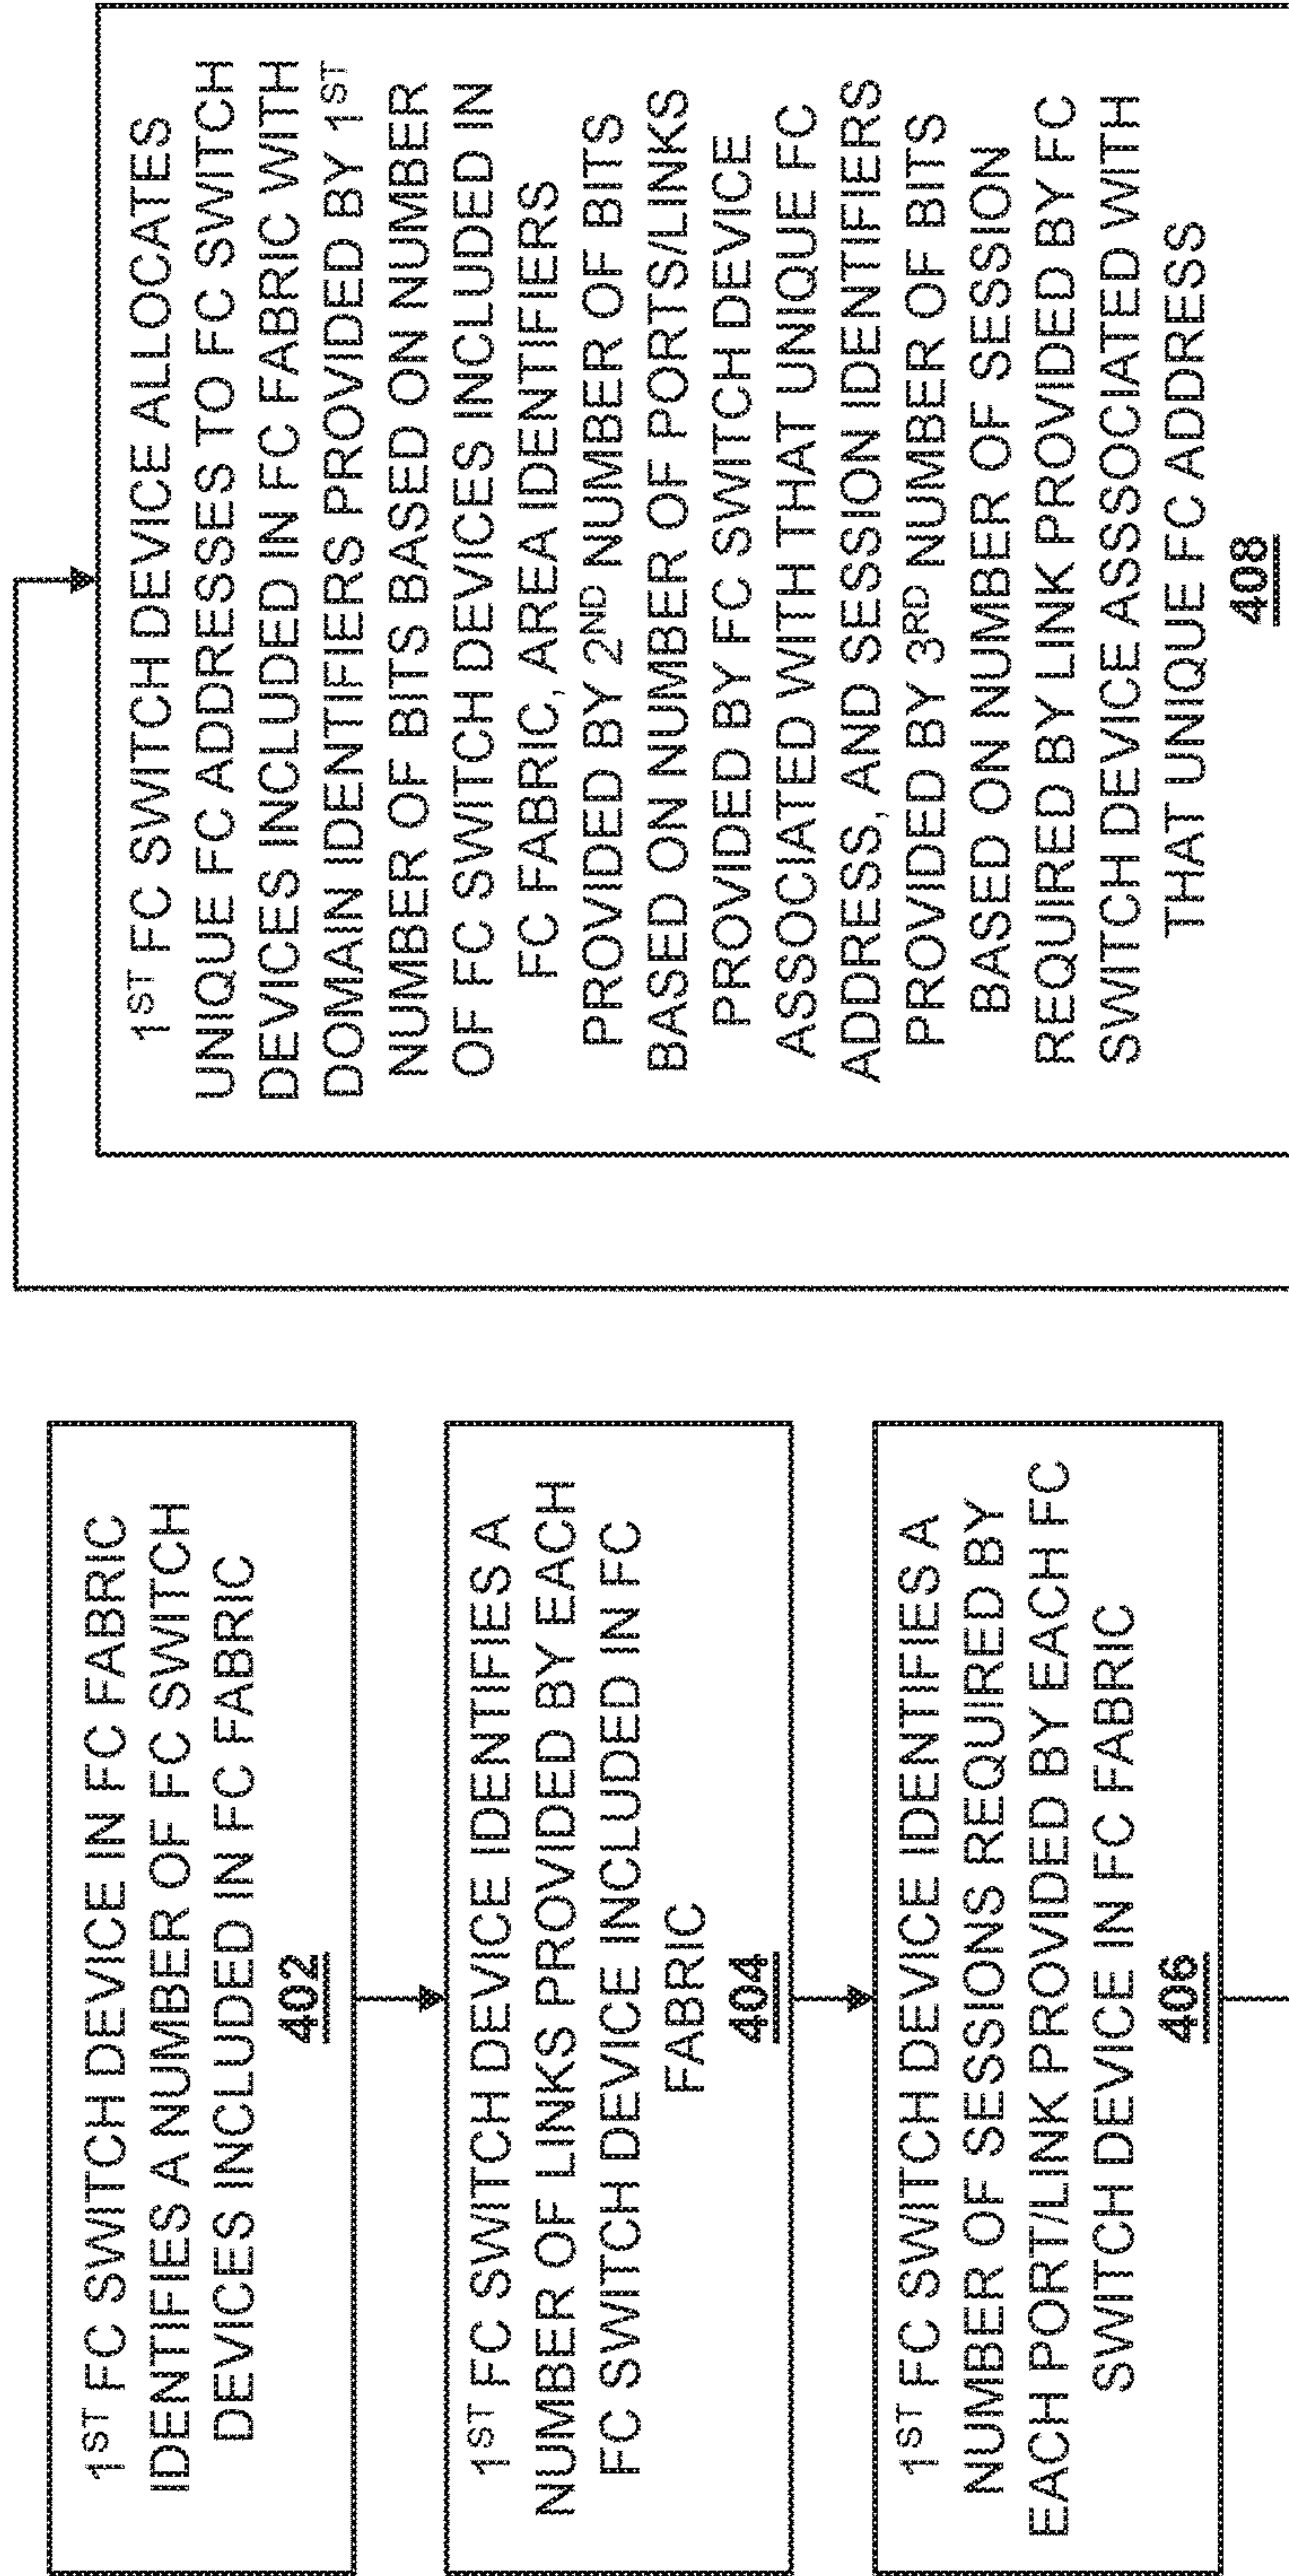 1ST FC SWITCH DEVICE IN FC FABRIC
IDENTIFIES A NUMBER OF FC SWITCH
DEVICES INCLUDED IN FC FABRIC
402
1ST FC SWITCH DEVICE IDENTIFIES A
NUMBER OF LINKS PROVIDED BY EACH
FC SWITCH DEVICE INCLUDED IN FC
FABRIC
404
1ST FC SWITCH DEVICE IDENTIFIES A
NUMBER OF SESSIONS REQUIRED BY
EACH PORT/LINK PROVIDED BY EACH FC
SWITCH DEVICE IN FC FABRIC
406
1ST FC SWITCH DEVICE ALLOCATES
UNIQUE FC ADDRESSES TO FC SWITCH
DEVICES INCLUDED IN FC FABRIC WITH
DOMAIN IDENTIFIERS PROVIDED BY 1ST
NUMBER OF BITS BASED ON NUMBER
OF FC SWITCH DEVICES INCLUDED IN
FC FABRIC, AREA IDENTIFIERS
PROVIDED BY 2ND NUMBER OF BITS
BASED ON NUMBER OF PORTS/LINKS
PROVIDED BY FC SWITCH DEVICE
ASSOCIATED WITH THAT UNIQUE FC
ADDRESS, AND SESSION IDENTIFIERS
PROVIDED BY 3RD NUMBER OF BITS
BASED ON NUMBER OF SESSION
REQUIRED BY LINK PROVIDED BY FC
SWITCH DEVICE ASSOCIATED WITH
THAT UNIQUE FC ADDRESS
408